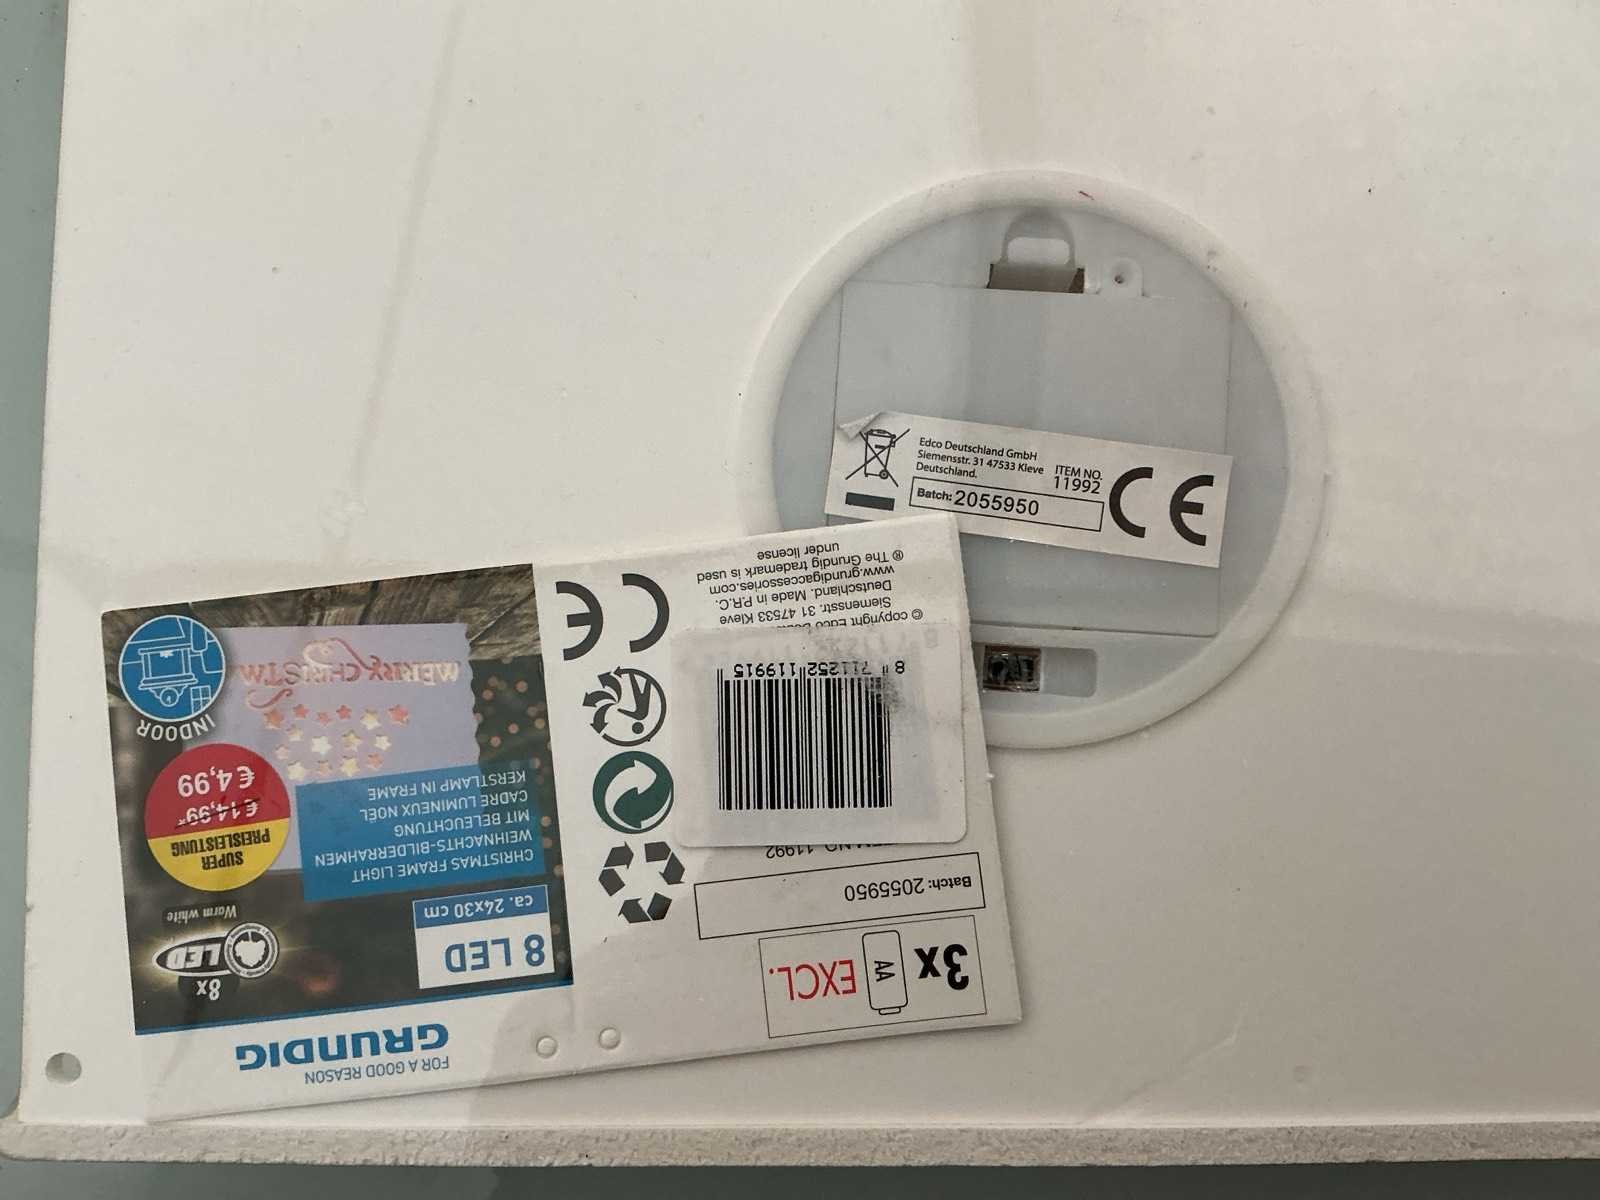 Edco Deutschland GmbH
Siemensstr. 31 47533 Kleve
Deutschland.
ITEM NO.
11992
Batch: 2055950
CE
GRUNDIG
FOR A GOOD REASON
8 LED
ca. 24x30 cm
8x
LED
Warm white
CHRISTMAS FRAME LIGHT
WEIHNACHTS-BILDERRAHMEN
MIT BELEUCHTUNG
CADRE LUMINEUX NOËL
KERSTLAMP IN FRAME
SUPER
PREISLEISTUNG
€ 14,99*
€ 4,99
MERRY CHRISTM
INDOOR
3x
AA
EXCL.
Batch: 2055950
11992
8 711252 119915
© copyright Edco
Siemensstr. 31 47533 Kleve
Deutschland. Made in P.R.C.
www.grundigaccessories.com
® The Grundig trademark is used
under license
CE